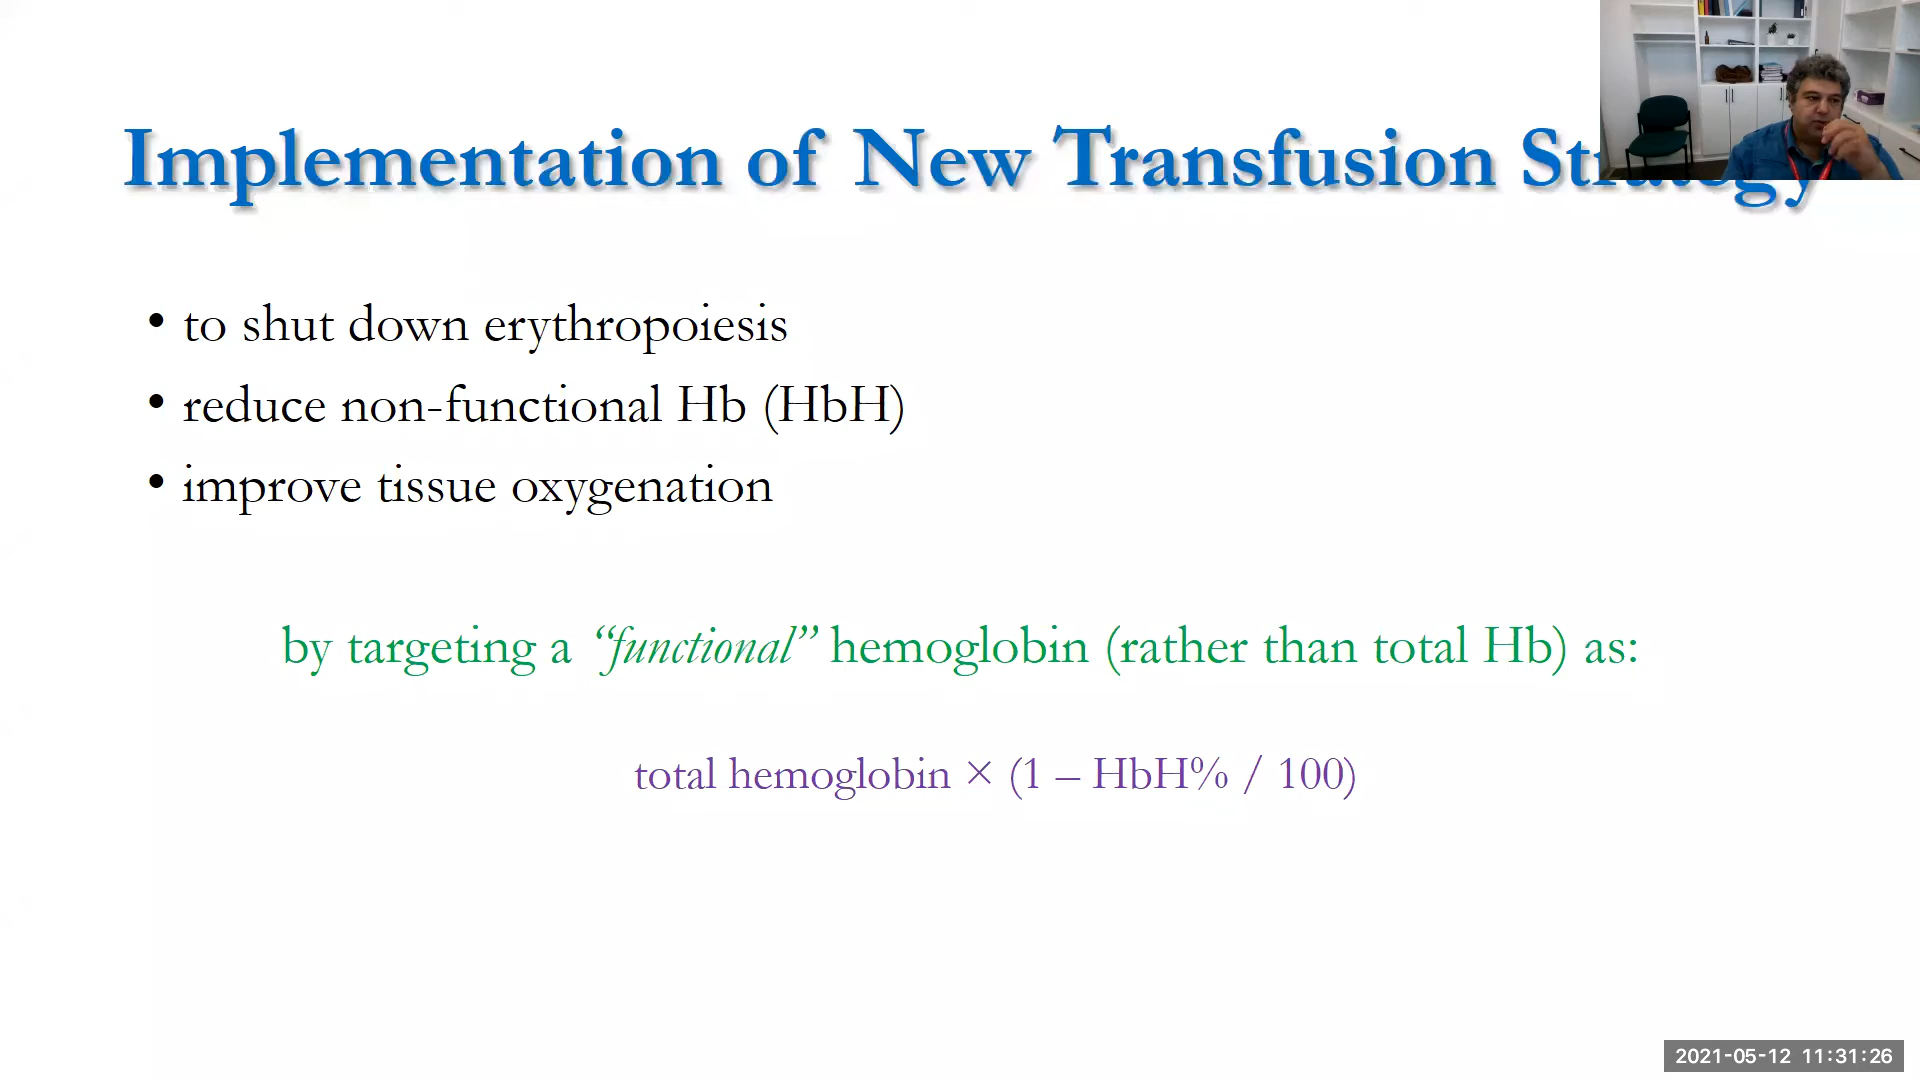 Implementation of New Transfusion
• to shut down erythropoiesis
• reduce non-functional Hb (HbH)
• improve tissue oxygenation
by targeting a “functional” hemoglobin (rather than total Hb) as:
total hemoglobin × (1 – HbH% / 100)
2021-05-12 11:31:26